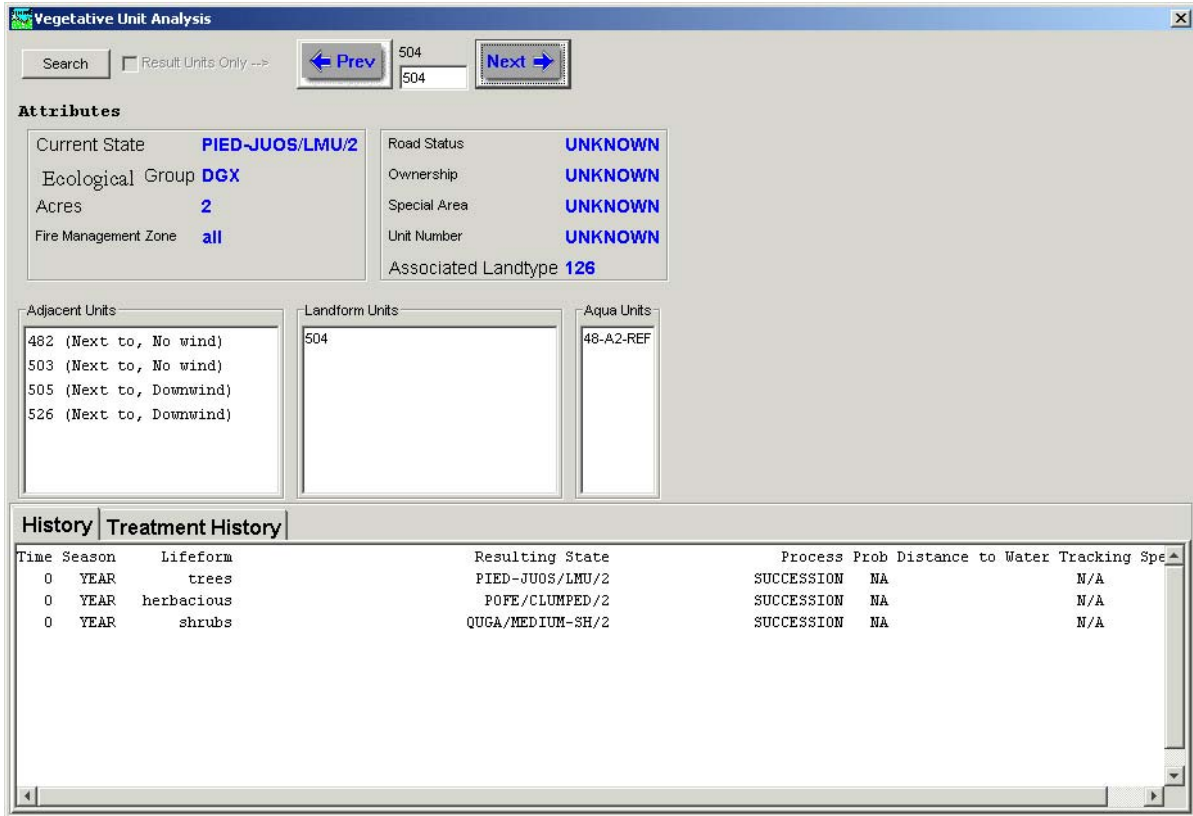 Vegetative Unit Analysis
Search
Result Units Only -->
Prev
504
504
Next
Attributes
Current State PIED-JUOS/LMU/2
Ecological Group DGX
Acres 2
Fire Management Zone all
Road Status UNKNOWN
Ownership UNKNOWN
Special Area UNKNOWN
Unit Number UNKNOWN
Associated Landtype 126
Adjacent Units
482 (Next to, No wind)
503 (Next to, No wind)
505 (Next to, Downwind)
526 (Next to, Downwind)
Landform Units
504
Aqua Units
48-A2-REF
History Treatment History
Time Season Lifeform Resulting State Process Prob Distance to Water Tracking Spe
0 YEAR trees PIED-JUOS/LMU/2 SUCCESSION NA N/A
0 YEAR herbacious POFE/CLUMPED/2 SUCCESSION NA N/A
0 YEAR shrubs QUGA/MEDIUM-SH/2 SUCCESSION NA N/A